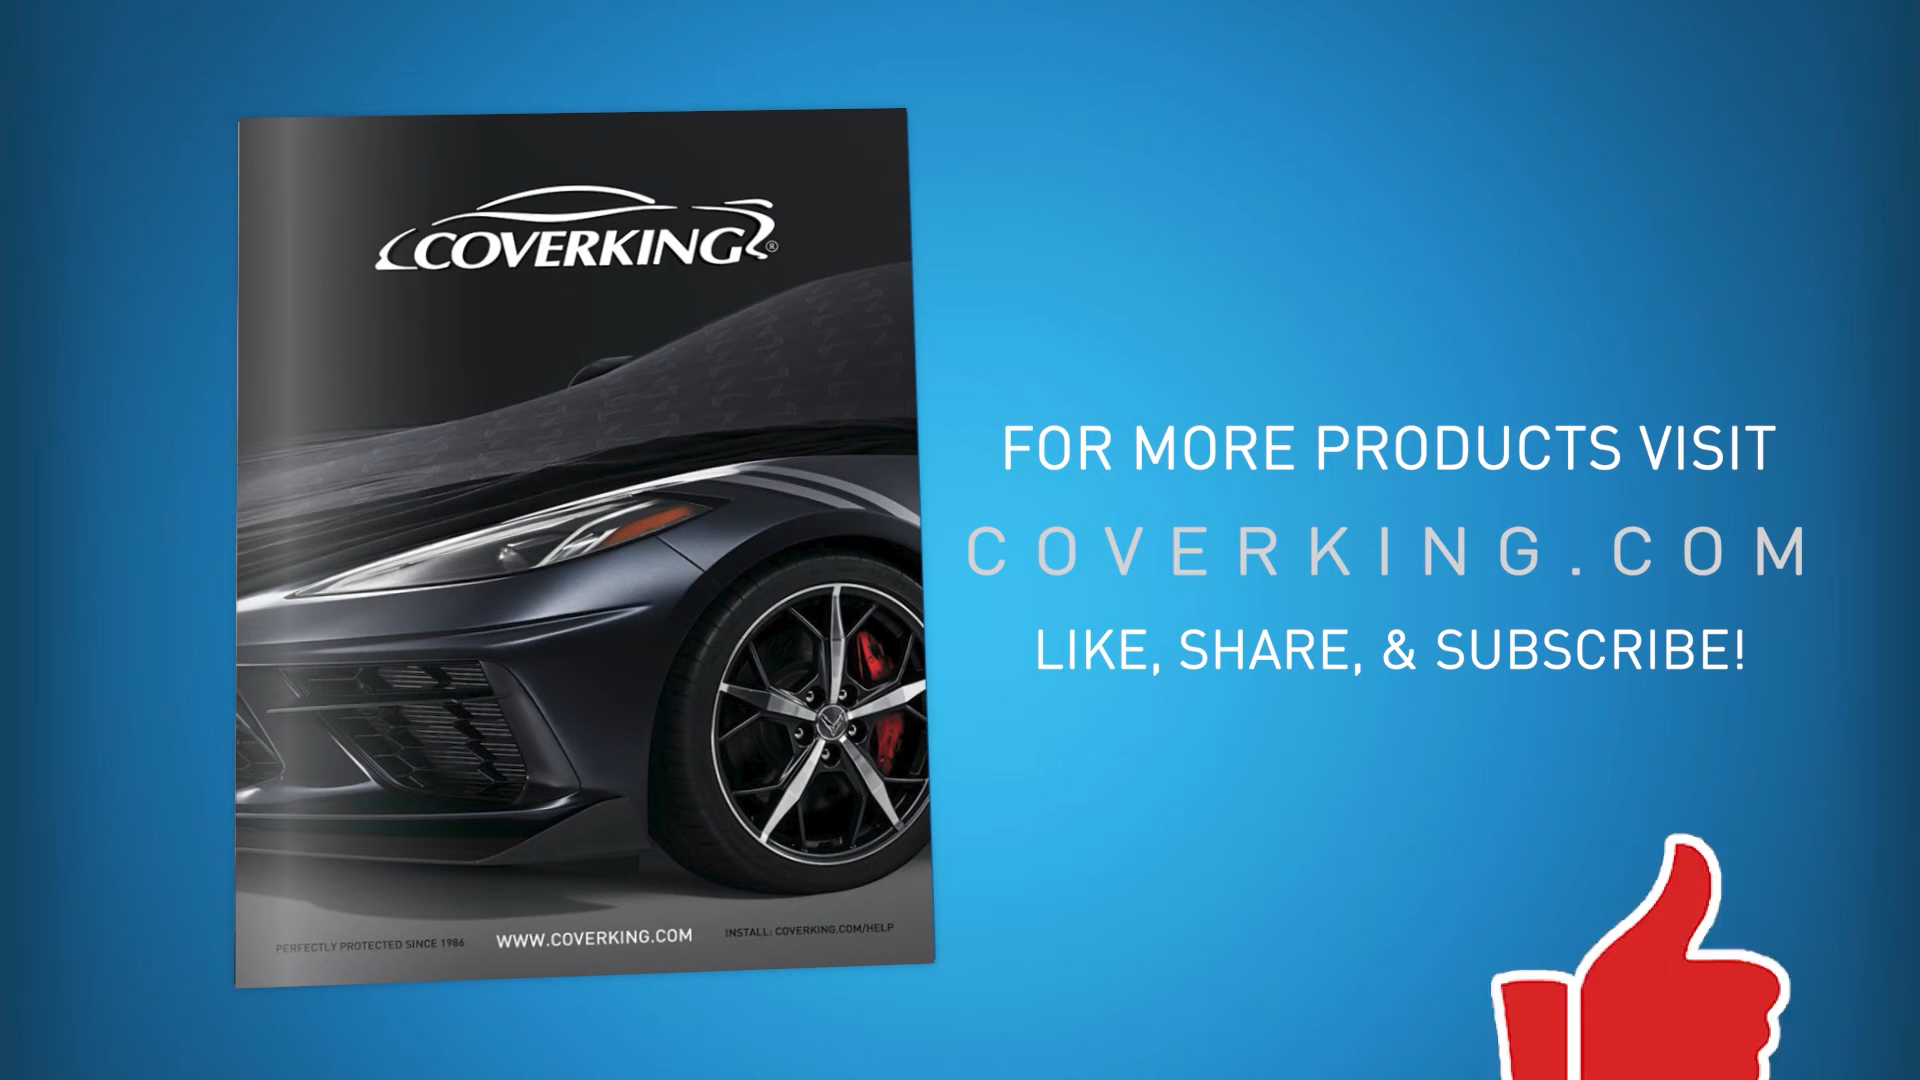 COVERKING®
PERFECTLY PROTECTED SINCE 1986
WWW.COVERKING.COM
INSTALL: COVERKING.COM/HELP
FOR MORE PRODUCTS VISIT
COVERKING.COM
LIKE, SHARE, & SUBSCRIBE!